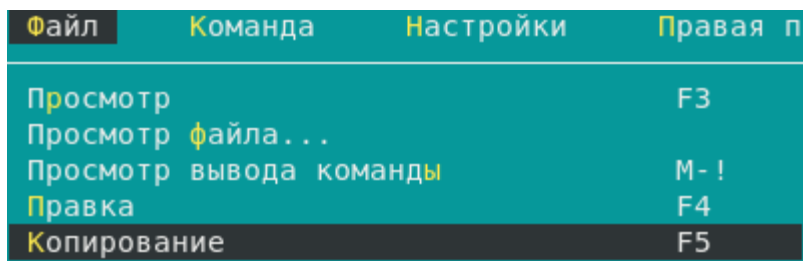 Файл Команда Настройки Правая п
Просмотр F3
Просмотр файла...
Просмотр вывода команды M-!
Правка F4
Копирование F5